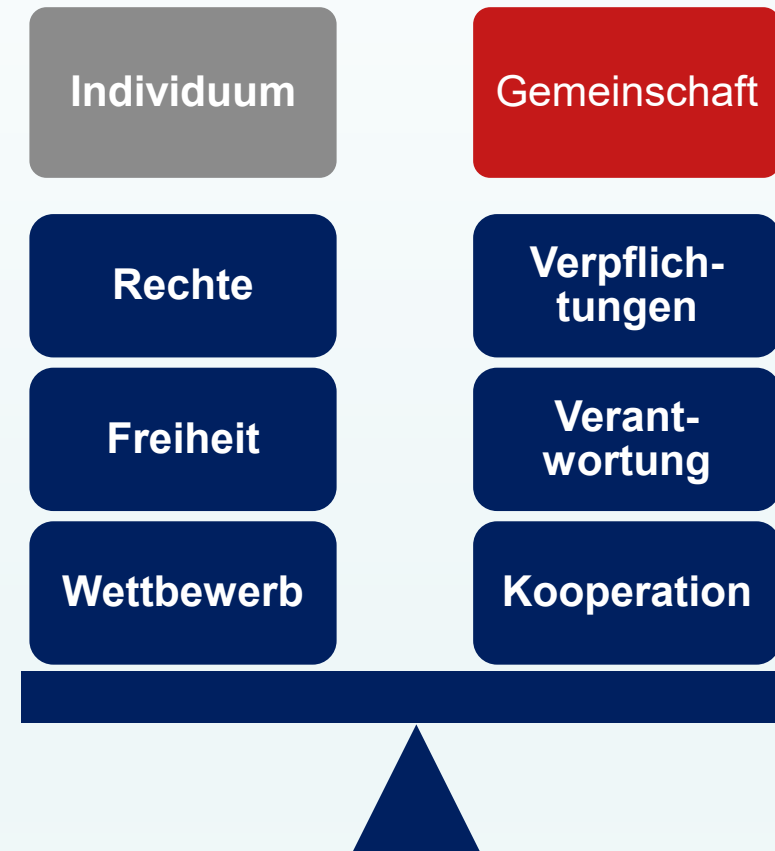 Individuum
Gemeinschaft
Rechte
Verpflich-
tungen
Freiheit
Verant-
wortung
Wettbewerb
Kooperation